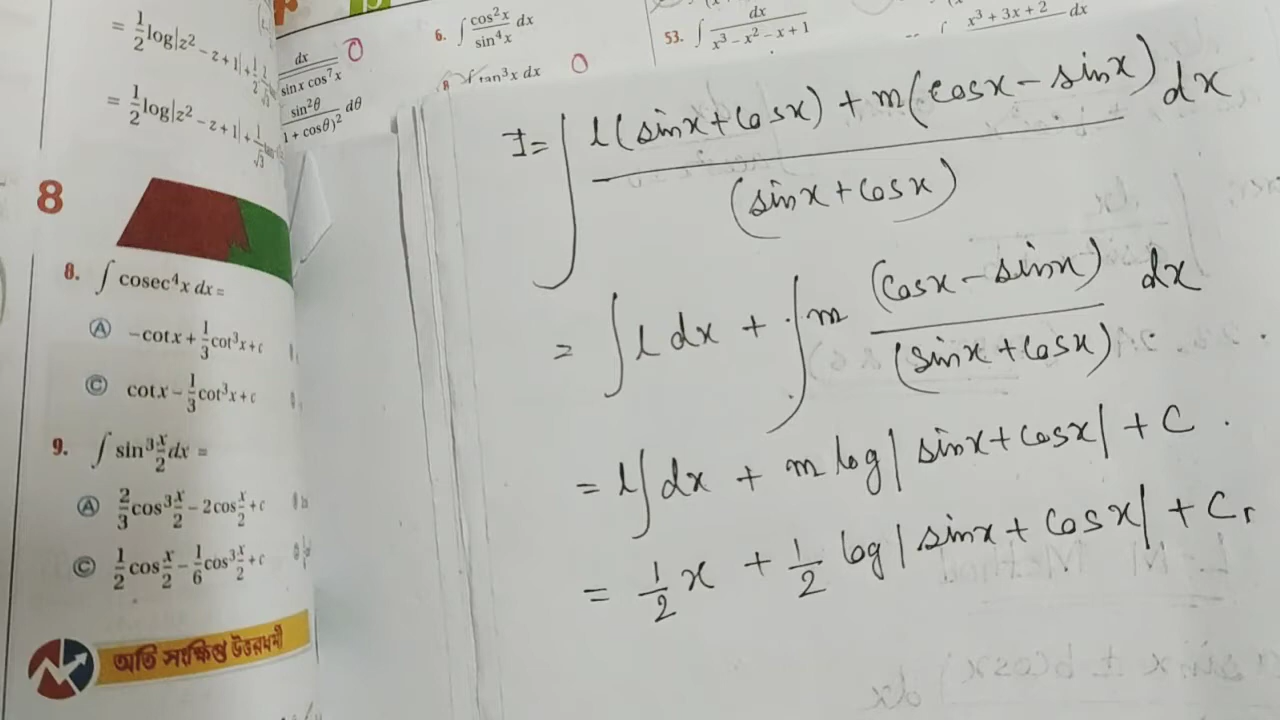 = 1/2 log|z² - z + 1| + 1/2
= 1/2 log|z² - z + 1| + 1/√3 tan
8
8. ∫ cosec⁴x dx =
Ⓐ -cotx + 1/3 cot³x + c
Ⓒ cotx - 1/3 cot³x + c
9. ∫ sin³ x/2 dx =
Ⓐ 2/3 cos³ x/2 - 2cos x/2 + c
Ⓒ 1/2 cos x/2 - 1/6 cos³ x/2 + c
অতি সংক্ষিপ্ত উত্তরধর্মী
dx / sinx cos⁷x
sin²θ / (1 + cosθ)² dθ
6. ∫ cos²x / sin⁴x dx
8 ∫ tan³x dx
53. ∫ dx / x³ - x² - x + 1
∫ x³ + 3x + 2 dx
I = ∫ l(sinx + cosx) + m(cosx - sinx) / (sinx + cosx) dx
= ∫ l dx + ∫ m (cosx - sinx) / (sinx + cosx) dx
= l∫ dx + m log|sinx + cosx| + C
= 1/2 x + 1/2 log|sinx + cosx| + C,